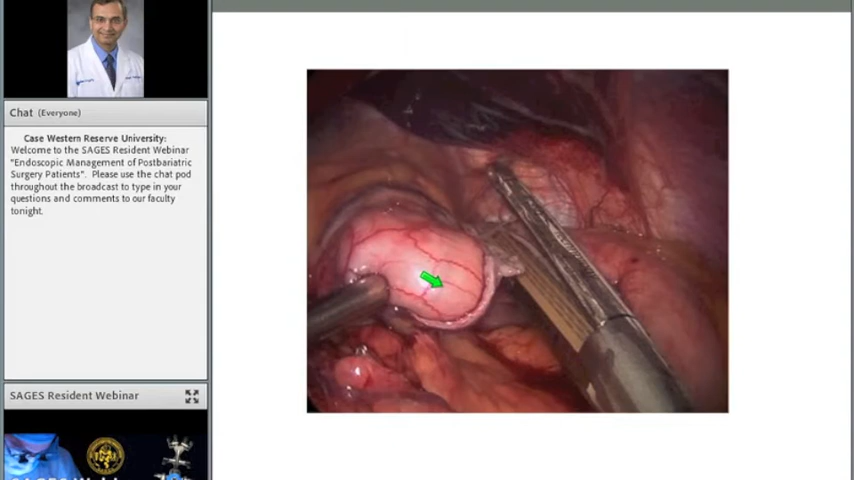 Chat (Everyone)
Case Western Reserve University:
Welcome to the SAGES Resident Webinar
"Endoscopic Management of Postbariatric
Surgery Patients". Please use the chat pod
throughout the broadcast to type in your
questions and comments to our faculty
tonight.
SAGES Resident Webinar